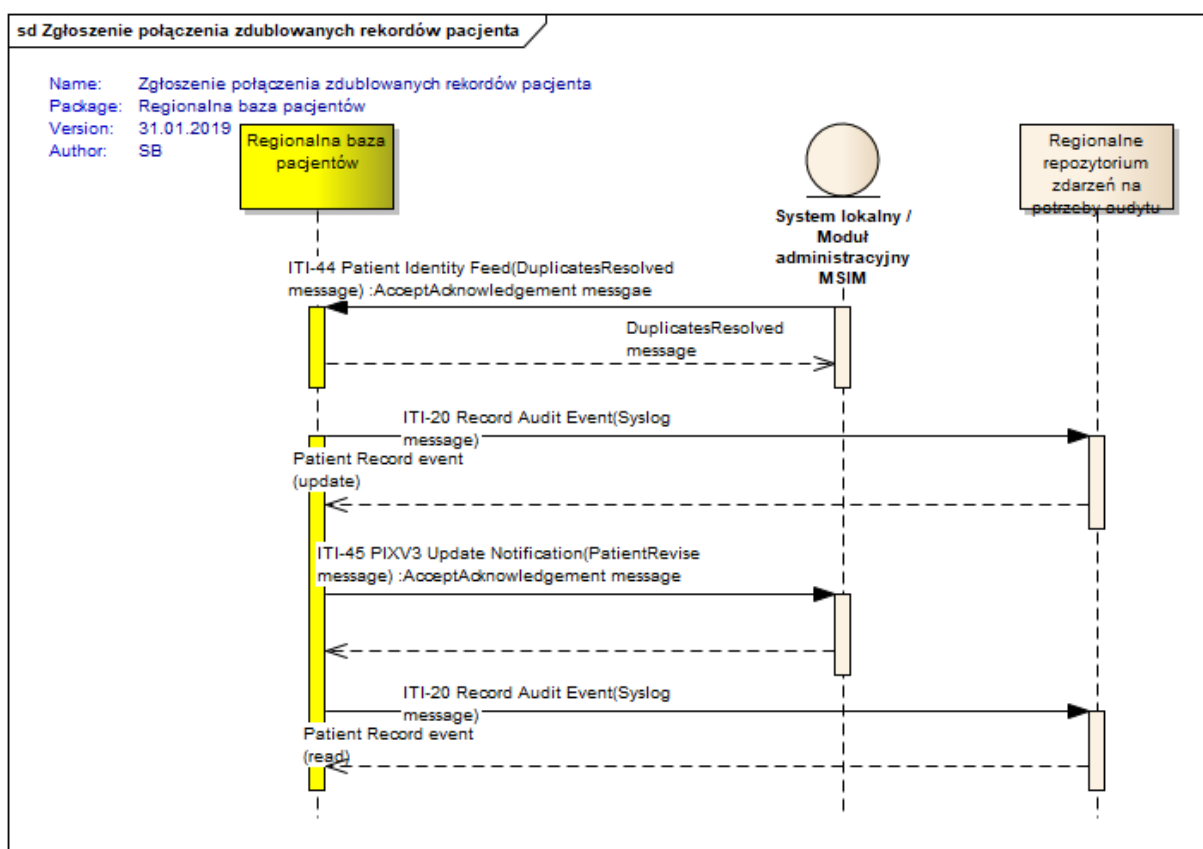 sd Zgłoszenie połączenia zdublowanych rekordów pacjenta
Name: Zgłoszenie połączenia zdublowanych rekordów pacjenta
Package: Regionalna baza pacjentów
Version: 31.01.2019
Author: SB
Regionalna baza
pacjentów
System lokalny /
Moduł
administracyjny
MSIM
Regionalne
repozytorium
zdarzeń na
potrzeby audytu
ITI-44 Patient Identity Feed(DuplicatesResolved
message) :AcceptAcknowledgement messgae
DuplicatesResolved
message
ITI-20 Record Audit Event(Syslog
message)
Patient Record event
(update)
ITI-45 PIXV3 Update Notification(PatientRevise
message) :AcceptAcknowledgement message
ITI-20 Record Audit Event(Syslog
message)
Patient Record event
(read)